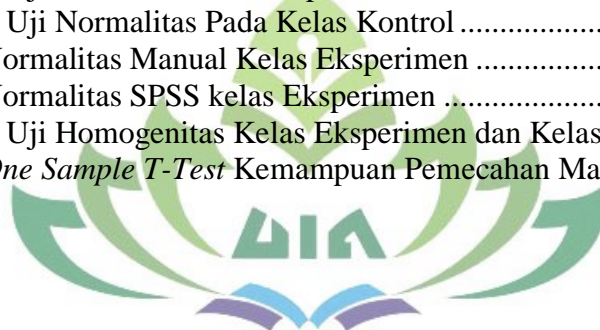 Uji Normalitas Pada Kelas Kontrol ..................
Normalitas Manual Kelas Eksperimen ................
Normalitas SPSS kelas Eksperimen ....................
Uji Homogenitas Kelas Eksperimen dan Kelas
One Sample T-Test Kemampuan Pemecahan Ma
UIN